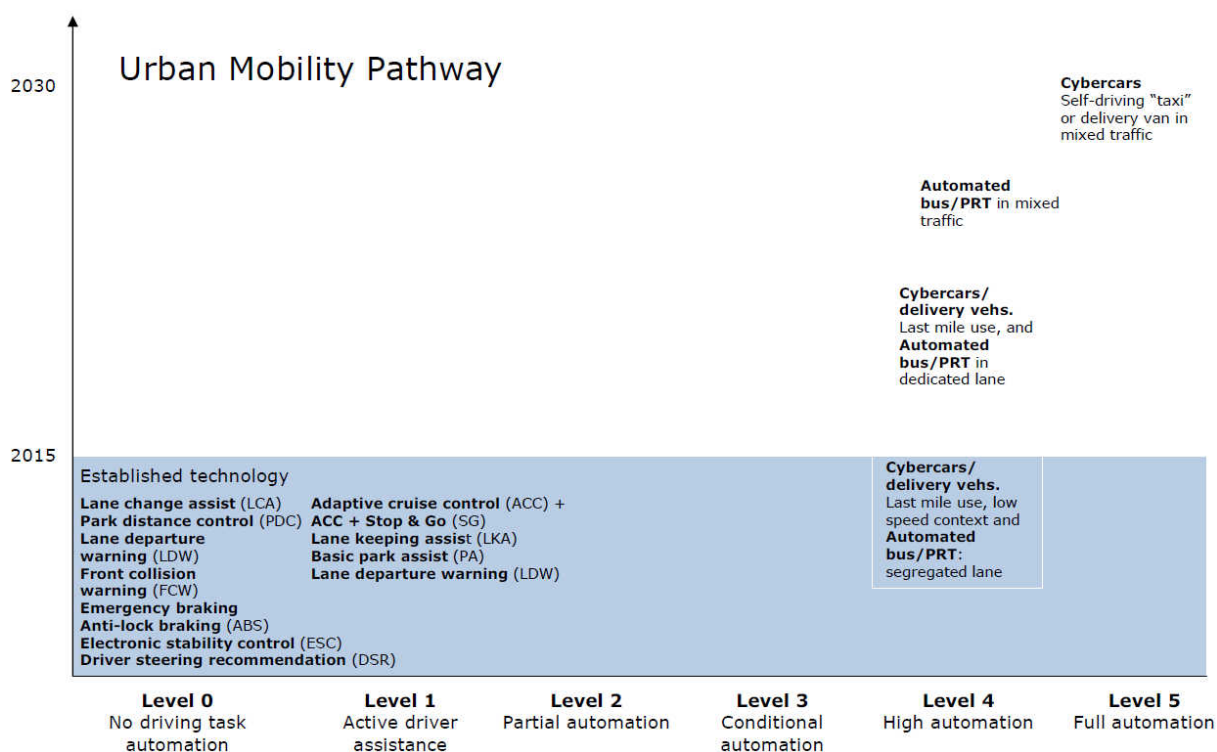 Urban Mobility Pathway
2030
Cybercars
Self-driving “taxi”
or delivery van in
mixed traffic
Automated
bus/PRT in mixed
traffic
Cybercars/
delivery vehs.
Last mile use, and
Automated
bus/PRT in
dedicated lane
2015
Established technology
Lane change assist (LCA)
Park distance control (PDC)
Lane departure
warning (LDW)
Front collision
warning (FCW)
Emergency braking
Anti-lock braking (ABS)
Electronic stability control (ESC)
Driver steering recommendation (DSR)
Adaptive cruise control (ACC) +
ACC + Stop & Go (SG)
Lane keeping assist (LKA)
Basic park assist (PA)
Lane departure warning (LDW)
Cybercars/
delivery vehs.
Last mile use, low
speed context and
Automated
bus/PRT:
segregated lane
Level 0
No driving task
automation
Level 1
Active driver
assistance
Level 2
Partial automation
Level 3
Conditional
automation
Level 4
High automation
Level 5
Full automation